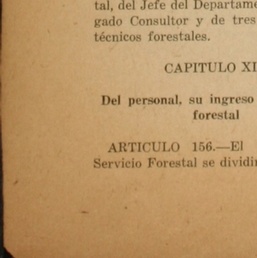 tal, del Jefe del Departame
gado Consultor y de tres
técnicos forestales.
CAPITULO XI
Del personal, su ingreso
forestal
ARTICULO 156.—El
Servicio Forestal se dividi